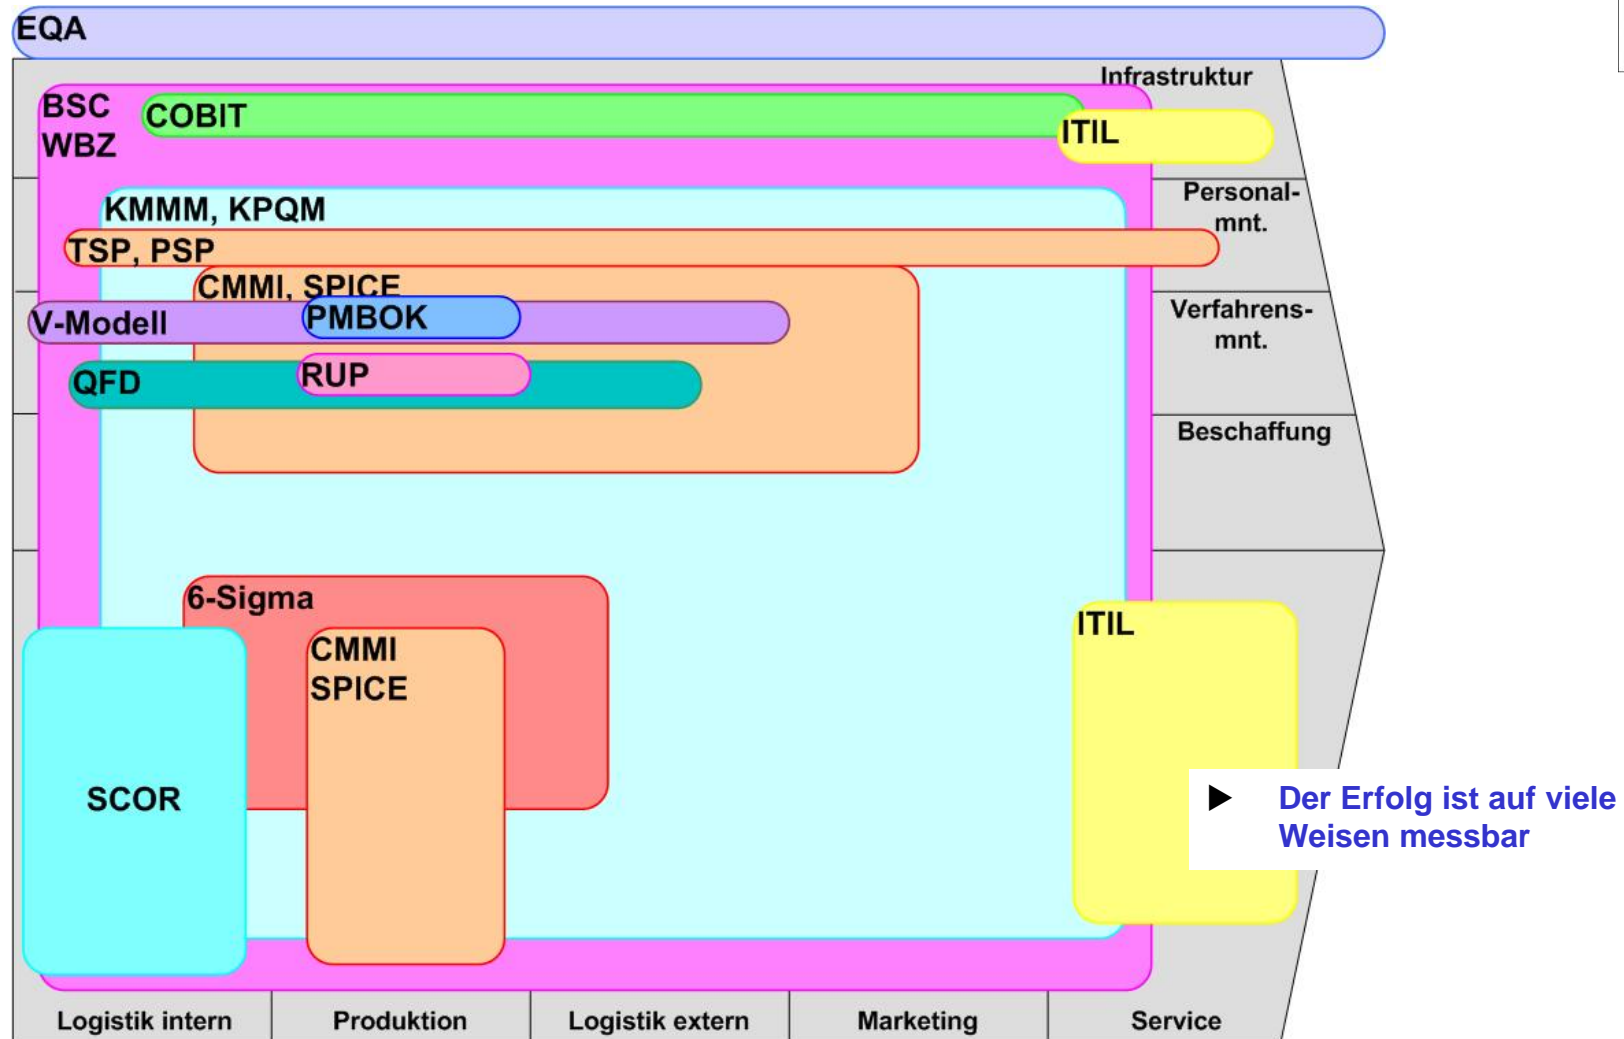 EQA
Infrastruktur
BSC
WBZ
COBIT
ITIL
Personal-
mnt.
KMMM, KPQM
TSP, PSP
CMMI, SPICE
Verfahrens-
mnt.
V-Modell
PMBOK
QFD
RUP
Beschaffung
6-Sigma
CMMI
SPICE
ITIL
SCOR
▶ Der Erfolg ist auf viele
Weisen messbar
Logistik intern
Produktion
Logistik extern
Marketing
Service